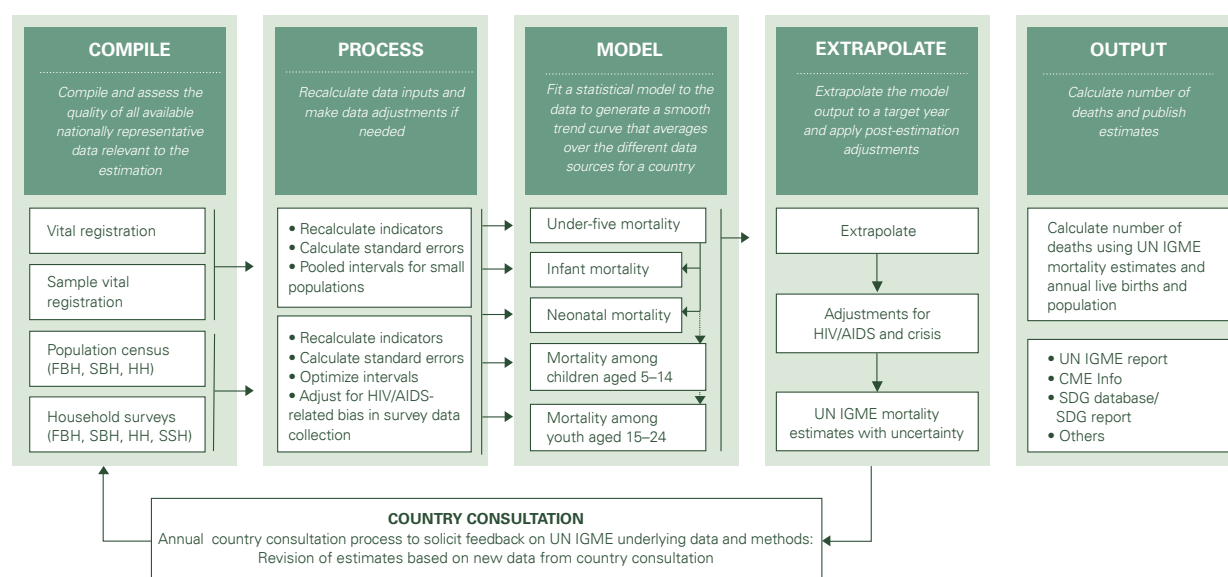 COMPILE
Compile and assess the
quality of all available
nationally representative
data relevant to the
estimation
Vital registration
Sample vital
registration
Population census
(FBH, SBH, HH)
Household surveys
(FBH, SBH, HH, SSH)
PROCESS
Recalculate data inputs and
make data adjustments if
needed
• Recalculate indicators
• Calculate standard errors
• Pooled intervals for small
populations
• Recalculate indicators
• Calculate standard errors
• Optimize intervals
• Adjust for HIV/AIDS-
related bias in survey data
collection
MODEL
Fit a statistical model to the
data to generate a smooth
trend curve that averages
over the different data
sources for a country
Under-five mortality
Infant mortality
Neonatal mortality
Mortality among
children aged 5–14
Mortality among
youth aged 15–24
EXTRAPOLATE
Extrapolate the model
output to a target year
and apply post-estimation
adjustments
Extrapolate
Adjustments for
HIV/AIDS and crisis
UN IGME mortality
estimates with uncertainty
OUTPUT
Calculate number of
deaths and publish
estimates
Calculate number of
deaths using UN IGME
mortality estimates and
annual live births and
population
• UN IGME report
• CME Info
• SDG database/
SDG report
• Others
COUNTRY CONSULTATION
Annual country consultation process to solicit feedback on UN IGME underlying data and methods:
Revision of estimates based on new data from country consultation